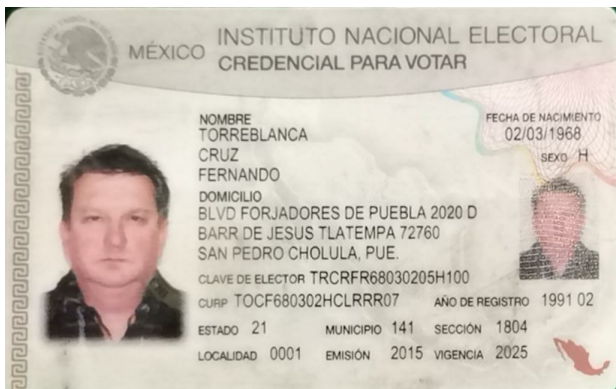 MÉXICO INSTITUTO NACIONAL ELECTORAL
CREDENCIAL PARA VOTAR
NOMBRE
TORREBLANCA
CRUZ
FERNANDO
FECHA DE NACIMIENTO
02/03/1968
SEXO H
DOMICILIO
BLVD FORJADORES DE PUEBLA 2020 D
BARR DE JESUS TLATEMPA 72760
SAN PEDRO CHOLULA, PUE.
CLAVE DE ELECTOR TRCRFR68030205H100
CURP TOCF680302HCLRRR07 AÑO DE REGISTRO 1991 02
ESTADO 21 MUNICIPIO 141 SECCIÓN 1804
LOCALIDAD 0001 EMISIÓN 2015 VIGENCIA 2025